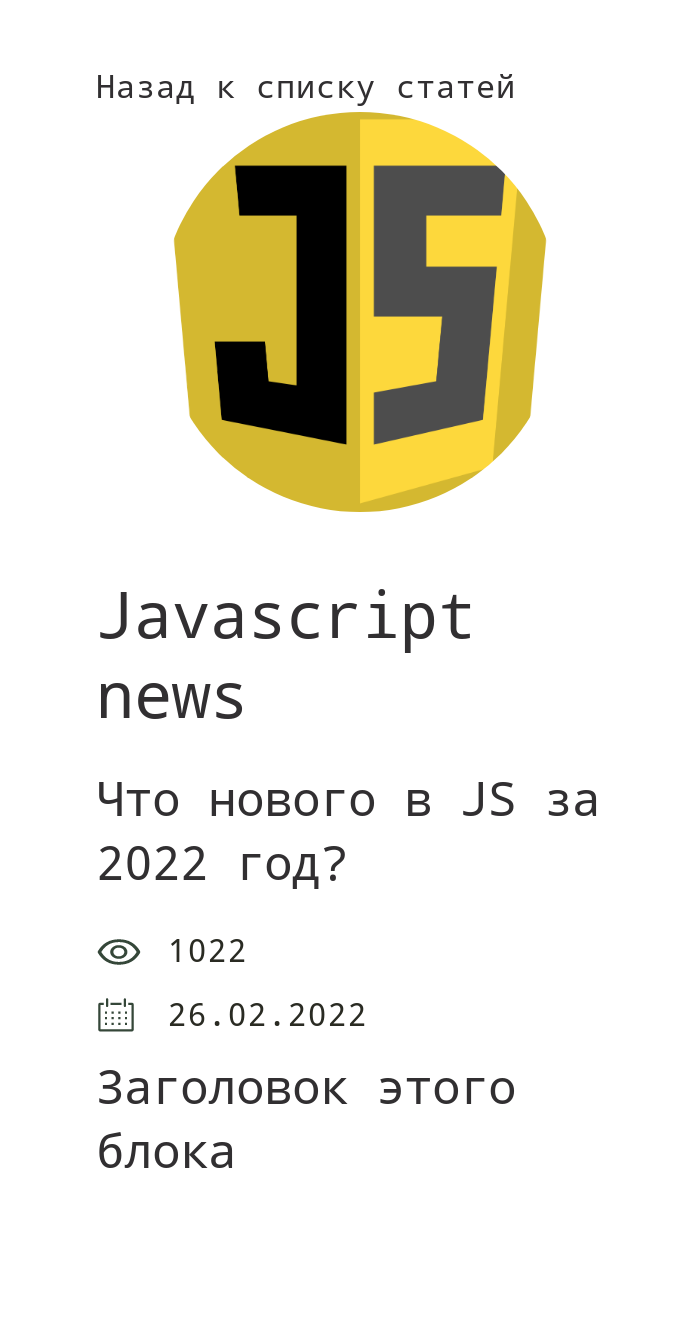 Назад к списку статей
JS
Javascript
news
Что нового в JS за
2022 год?
1022
26.02.2022
Заголовок этого
блока